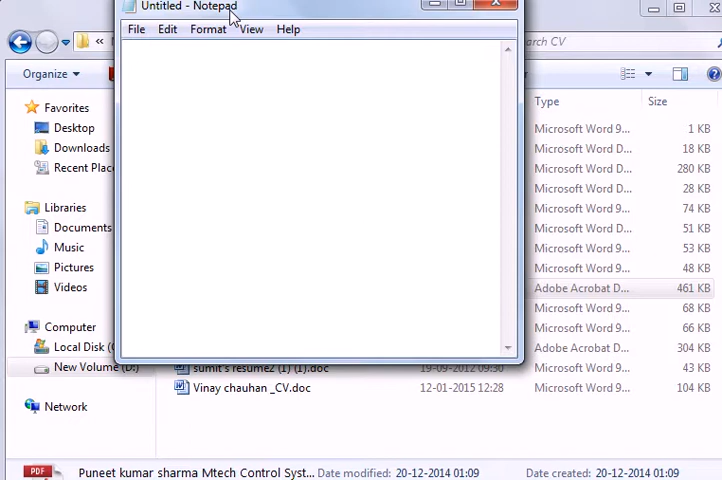 Untitled - Notepad
File Edit Format View Help
arch CV
Organize
Type Size
Favorites
Desktop
Downloads
Recent Plac
Libraries
Documents
Music
Pictures
Videos
Computer
Local Disk (
New Volume (D:)
Network
Microsoft Word 9... 1 KB
Microsoft Word D... 18 KB
Microsoft Word D... 280 KB
Microsoft Word D... 28 KB
Microsoft Word 9... 74 KB
Microsoft Word D... 51 KB
Microsoft Word 9... 53 KB
Microsoft Word 9... 48 KB
Adobe Acrobat D... 461 KB
Microsoft Word 9... 68 KB
Microsoft Word 9... 66 KB
Adobe Acrobat D... 304 KB
sumit's resume2 (1) (1).doc 19-09-2012 09:30 Microsoft Word 9... 43 KB
Vinay chauhan _CV.doc 12-01-2015 12:28 Microsoft Word 9... 104 KB
PDF
Puneet kumar sharma Mtech Control Syst... Date modified: 20-12-2014 01:09 Date created: 20-12-2014 01:09